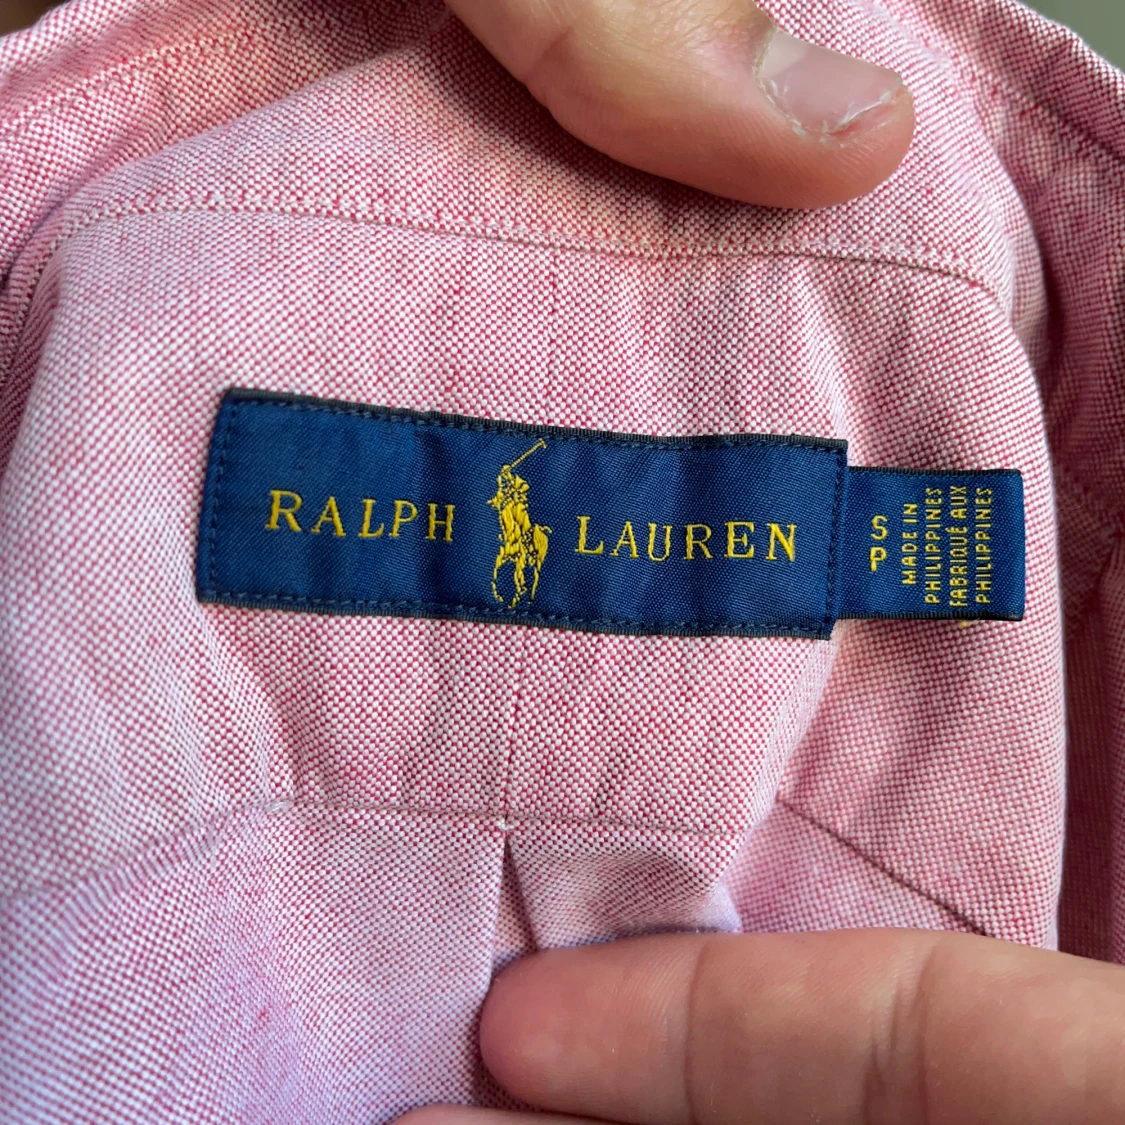 RALPH LAUREN
S
P
MADE IN
PHILIPPINES
FABRIQUÉ AUX
PHILIPPINES